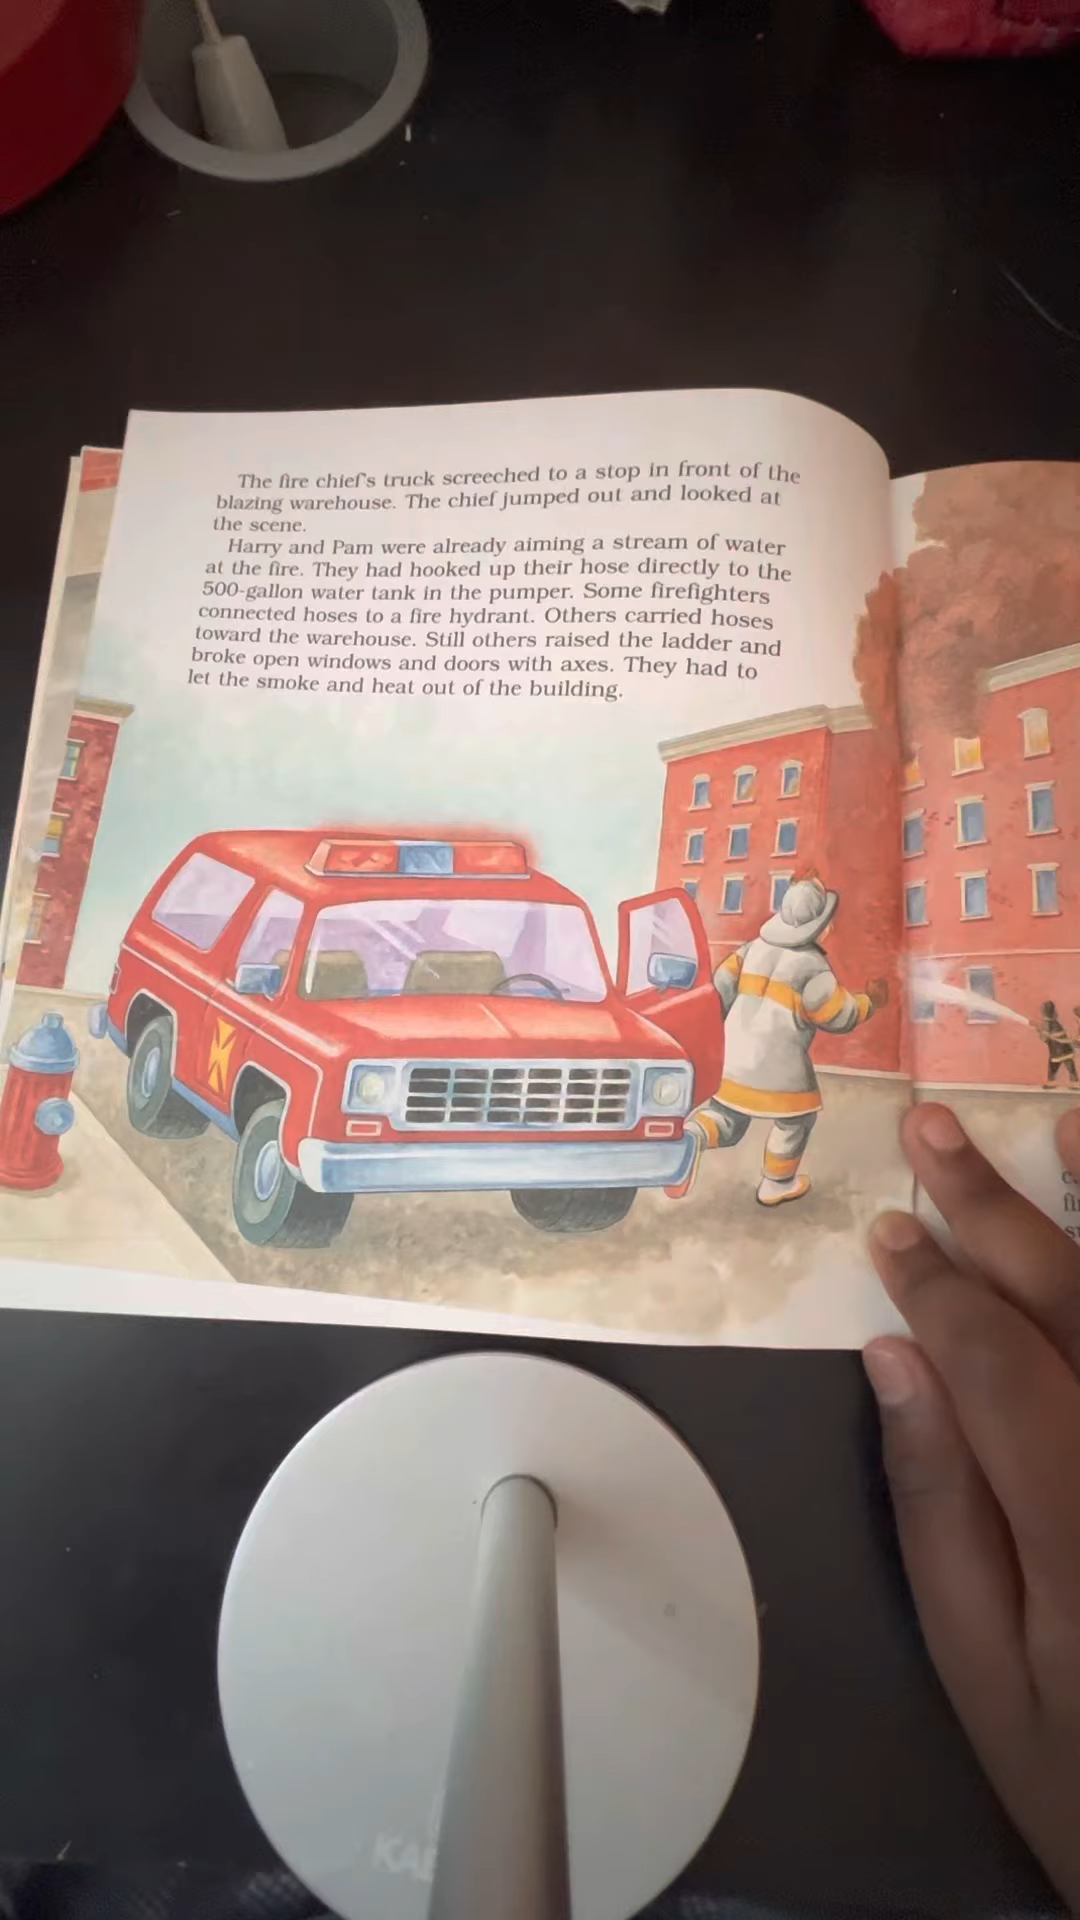 The fire chief's truck screeched to a stop in front of the
blazing warehouse. The chief jumped out and looked at
the scene.
Harry and Pam were already aiming a stream of water
at the fire. They had hooked up their hose directly to the
500-gallon water tank in the pumper. Some firefighters
connected hoses to a fire hydrant. Others carried hoses
toward the warehouse. Still others raised the ladder and
broke open windows and doors with axes. They had to
let the smoke and heat out of the building.